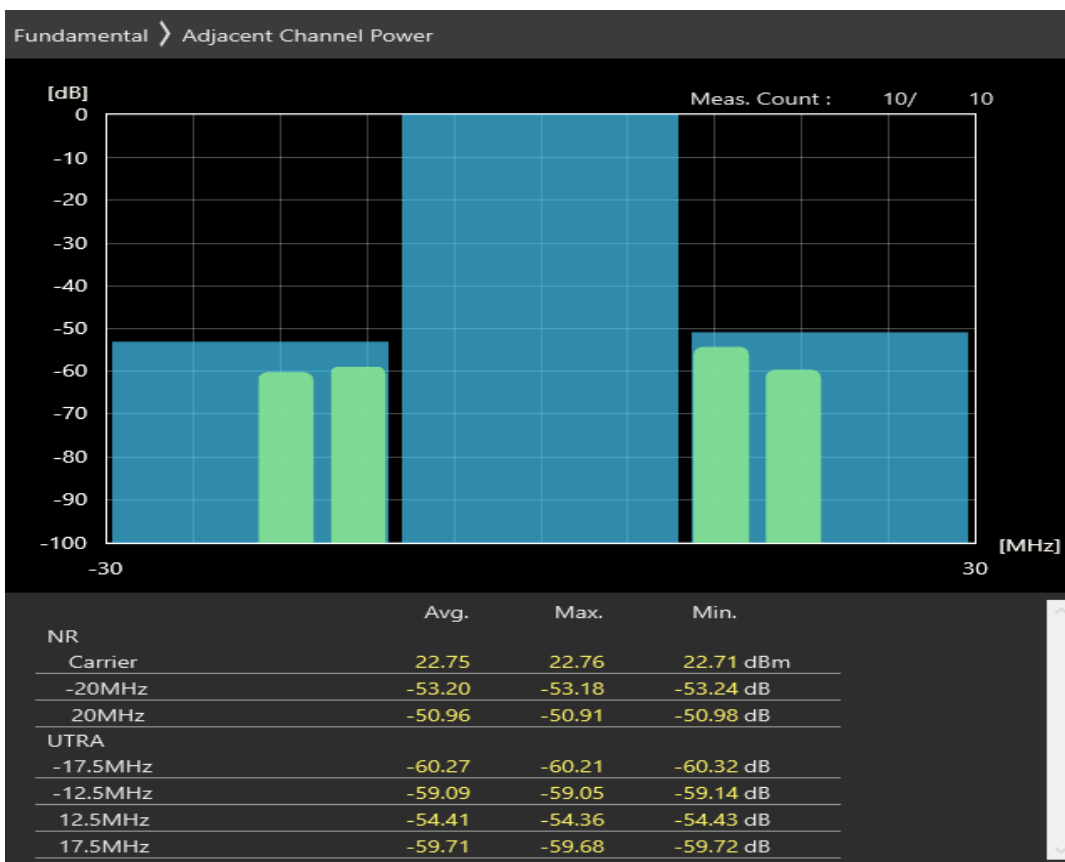 Fundamental 〉 Adjacent Channel Power
[dB]
Meas. Count : 10/ 10
0
-10
-20
-30
-40
-50
-60
-70
-80
-90
-100
[MHz]
-30 30
Avg. Max. Min.
NR
Carrier 22.75 22.76 22.71 dBm
-20MHz -53.20 -53.18 -53.24 dB
20MHz -50.96 -50.91 -50.98 dB
UTRA
-17.5MHz -60.27 -60.21 -60.32 dB
-12.5MHz -59.09 -59.05 -59.14 dB
12.5MHz -54.41 -54.36 -54.43 dB
17.5MHz -59.71 -59.68 -59.72 dB